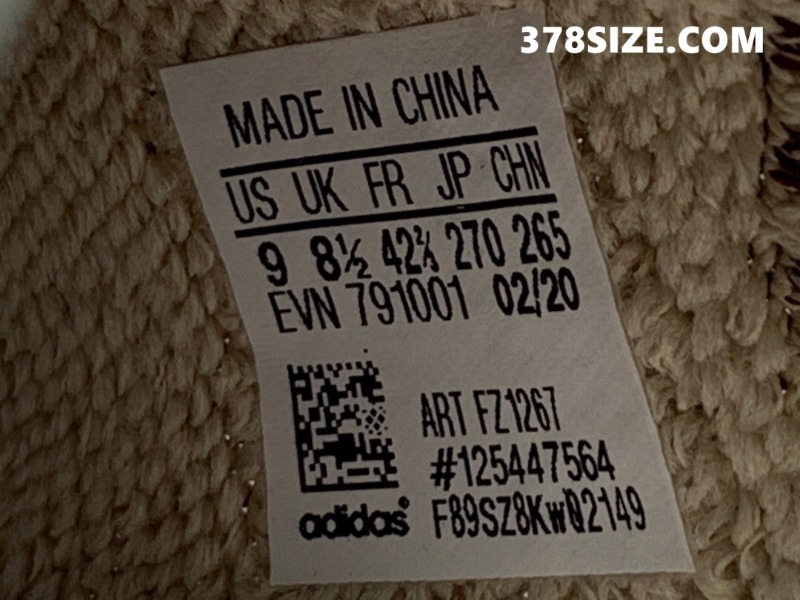 378SIZE.COM
MADE IN CHINA
US UK FR JP CHN
9 8½ 42⅔ 270 265
EVN 791001 02/20
ART FZ1267
#125447564
adidas F89SZ8KwQ2149